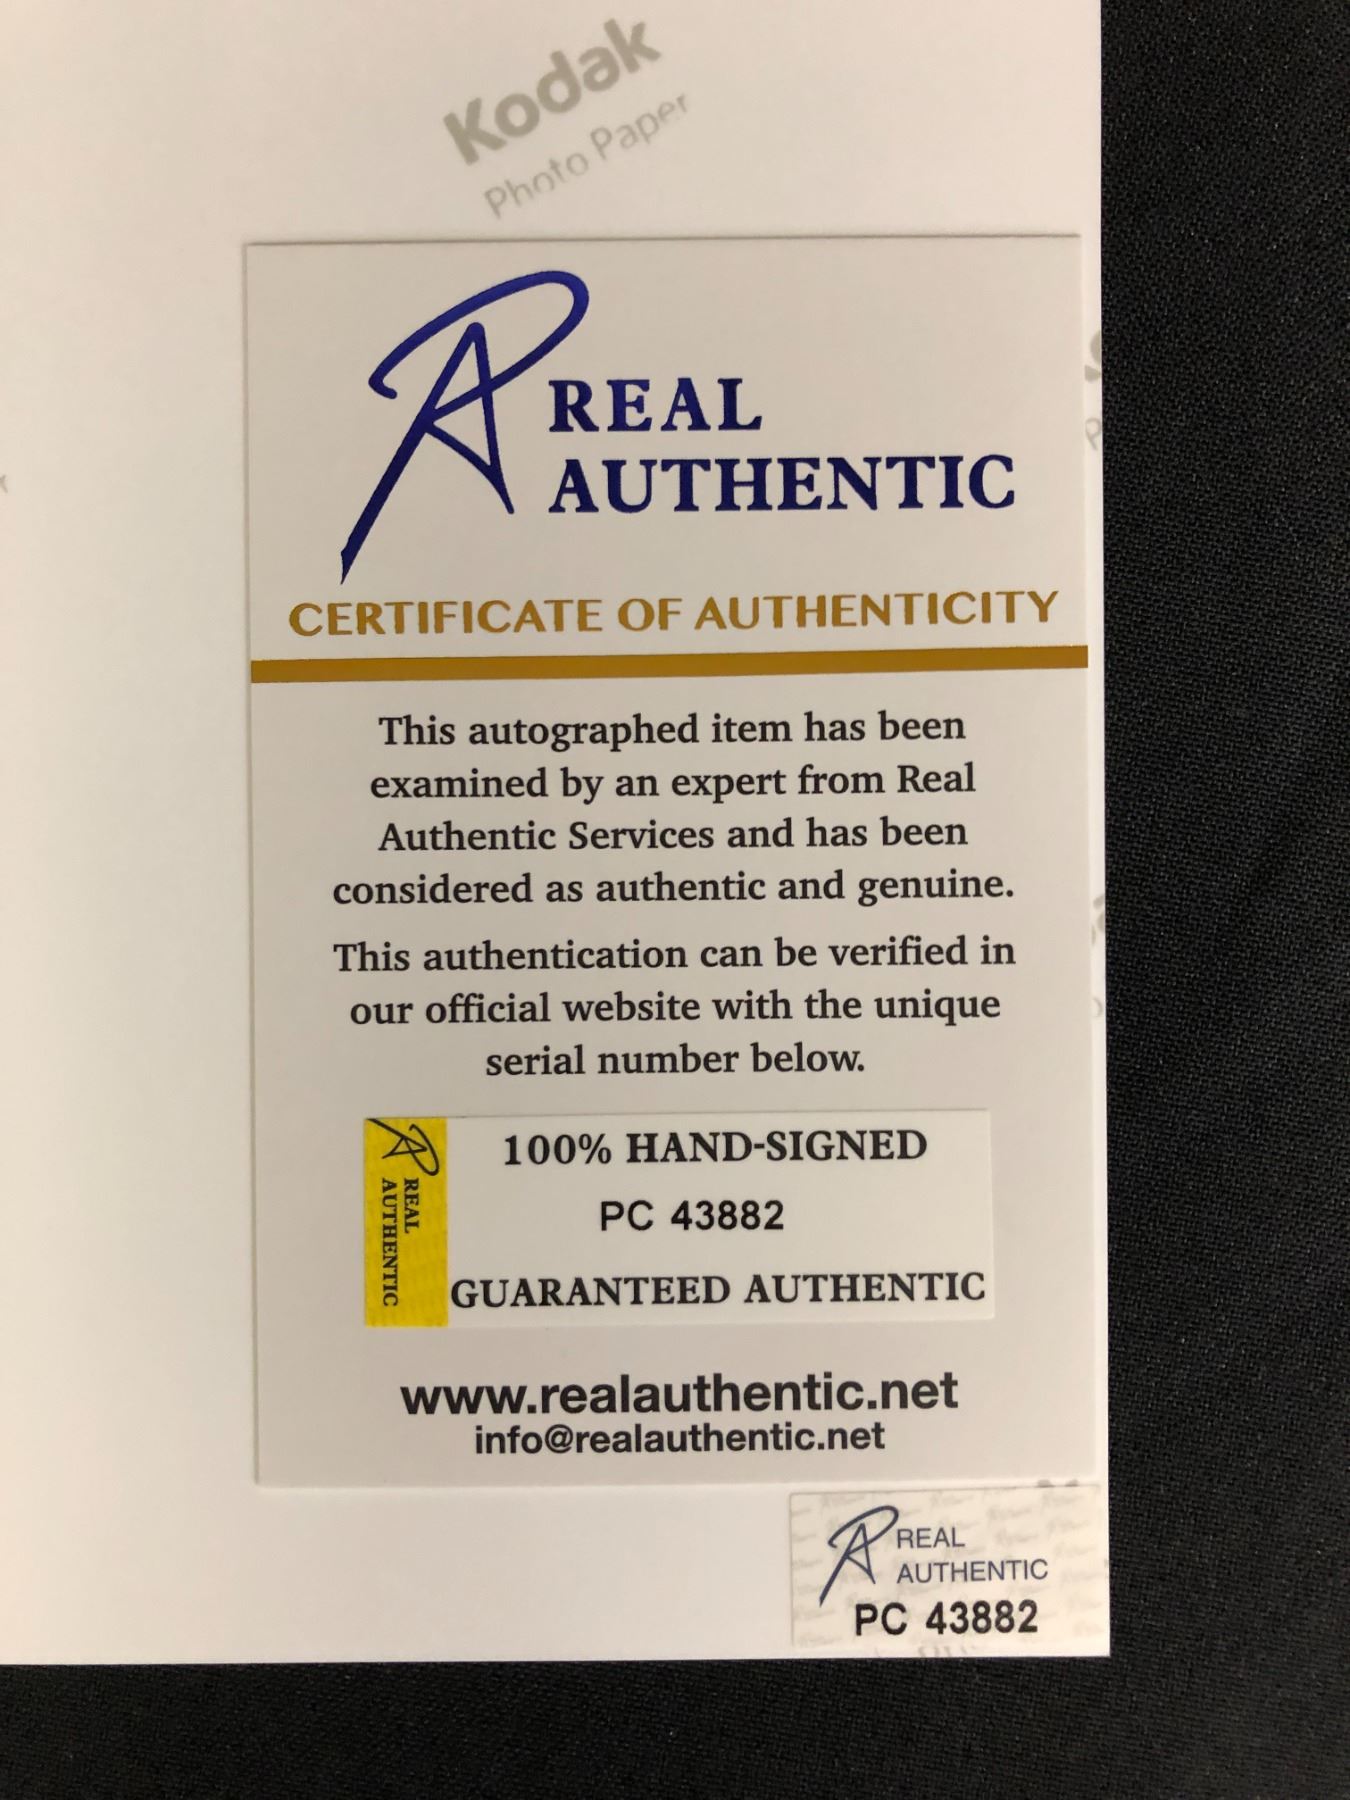 Kodak
Photo Paper
REAL
AUTHENTIC
CERTIFICATE OF AUTHENTICITY
This autographed item has been
examined by an expert from Real
Authentic Services and has been
considered as authentic and genuine.
This authentication can be verified in
our official website with the unique
serial number below.
REAL
AUTHENTIC
100% HAND-SIGNED
PC 43882
GUARANTEED AUTHENTIC
www.realauthentic.net
info@realauthentic.net
REAL
AUTHENTIC
PC 43882